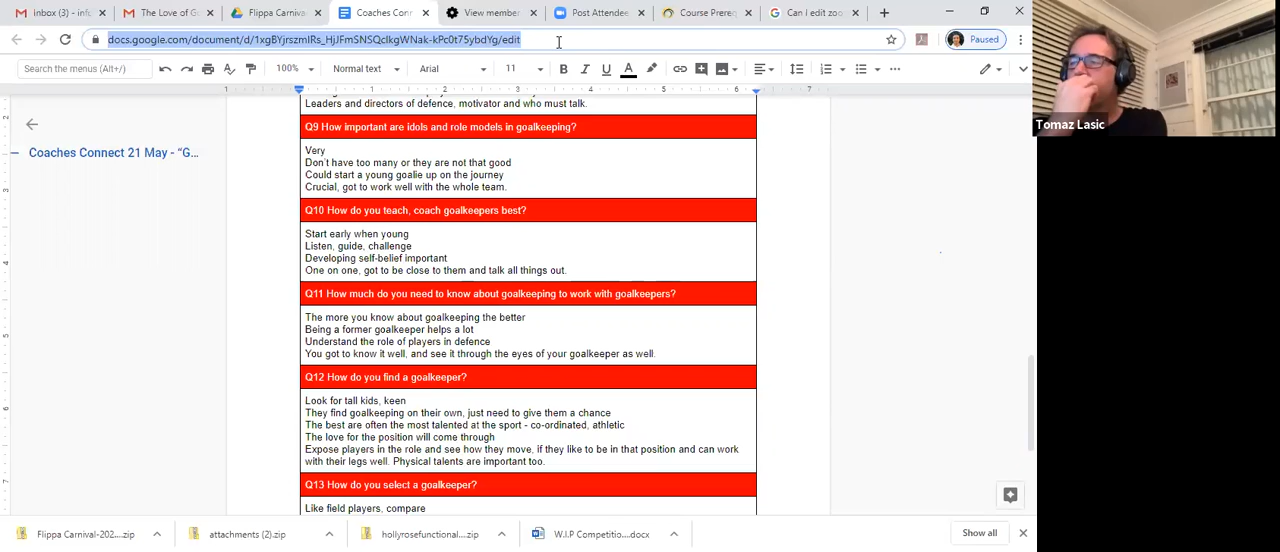 Inbox (3) - inf
The Love of Go
Flippa Carniva
Coaches Conn
View member
Post Attendee
Course Prereq
Can I edit zoo
docs.google.com/document/d/1xgBYjrszmIRs_HjJFmSNSQcIkgWNak-kPc0t75ybdYg/edit
Paused
Search the menus (Alt+/)
100%
Normal text
Arial
11
Coaches Connect 21 May - “G...
Leaders and directors of defence, motivator and who must talk.
Q9 How important are idols and role models in goalkeeping?
Very
Don't have too many or they are not that good
Could start a young goalie up on the journey
Crucial, got to work well with the whole team.
Q10 How do you teach, coach goalkeepers best?
Start early when young
Listen, guide, challenge
Developing self-belief important
One on one, got to be close to them and talk all things out.
Q11 How much do you need to know about goalkeeping to work with goalkeepers?
The more you know about goalkeeping the better
Being a former goalkeeper helps a lot
Understand the role of players in defence
You got to know it well, and see it through the eyes of your goalkeeper as well.
Q12 How do you find a goalkeeper?
Look for tall kids, keen
They find goalkeeping on their own, just need to give them a chance
The best are often the most talented at the sport - co-ordinated, athletic
The love for the position will come through
Expose players in the role and see how they move, if they like to be in that position and can work
with their legs well. Physical talents are important too.
Q13 How do you select a goalkeeper?
Like field players, compare
Flippa Carnival-202....zip
attachments (2).zip
hollyrosefunctional....zip
W.I.P Competitio....docx
Show all
Tomaz Lasic